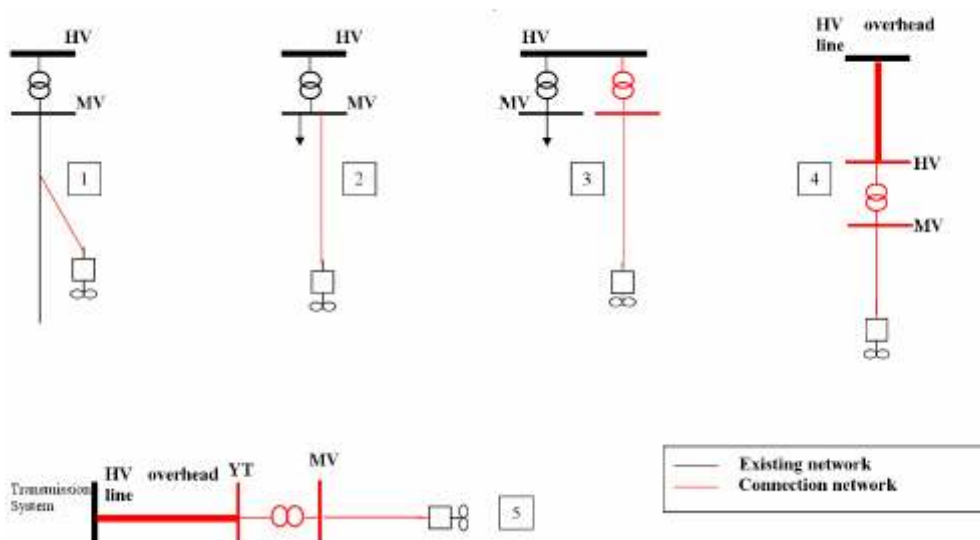 HV
MV
1
HV
MV
2
HV
MV
3
HV overhead
line
HV
4
MV
Transmission
System
HV overhead
line
YT
MV
5
Existing network
Connection network